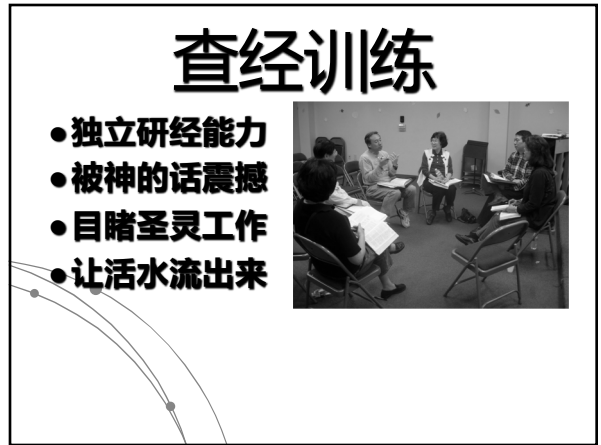 查经训练
●独立研经能力
●被神的话震撼
●目睹圣灵工作
●让活水流出来